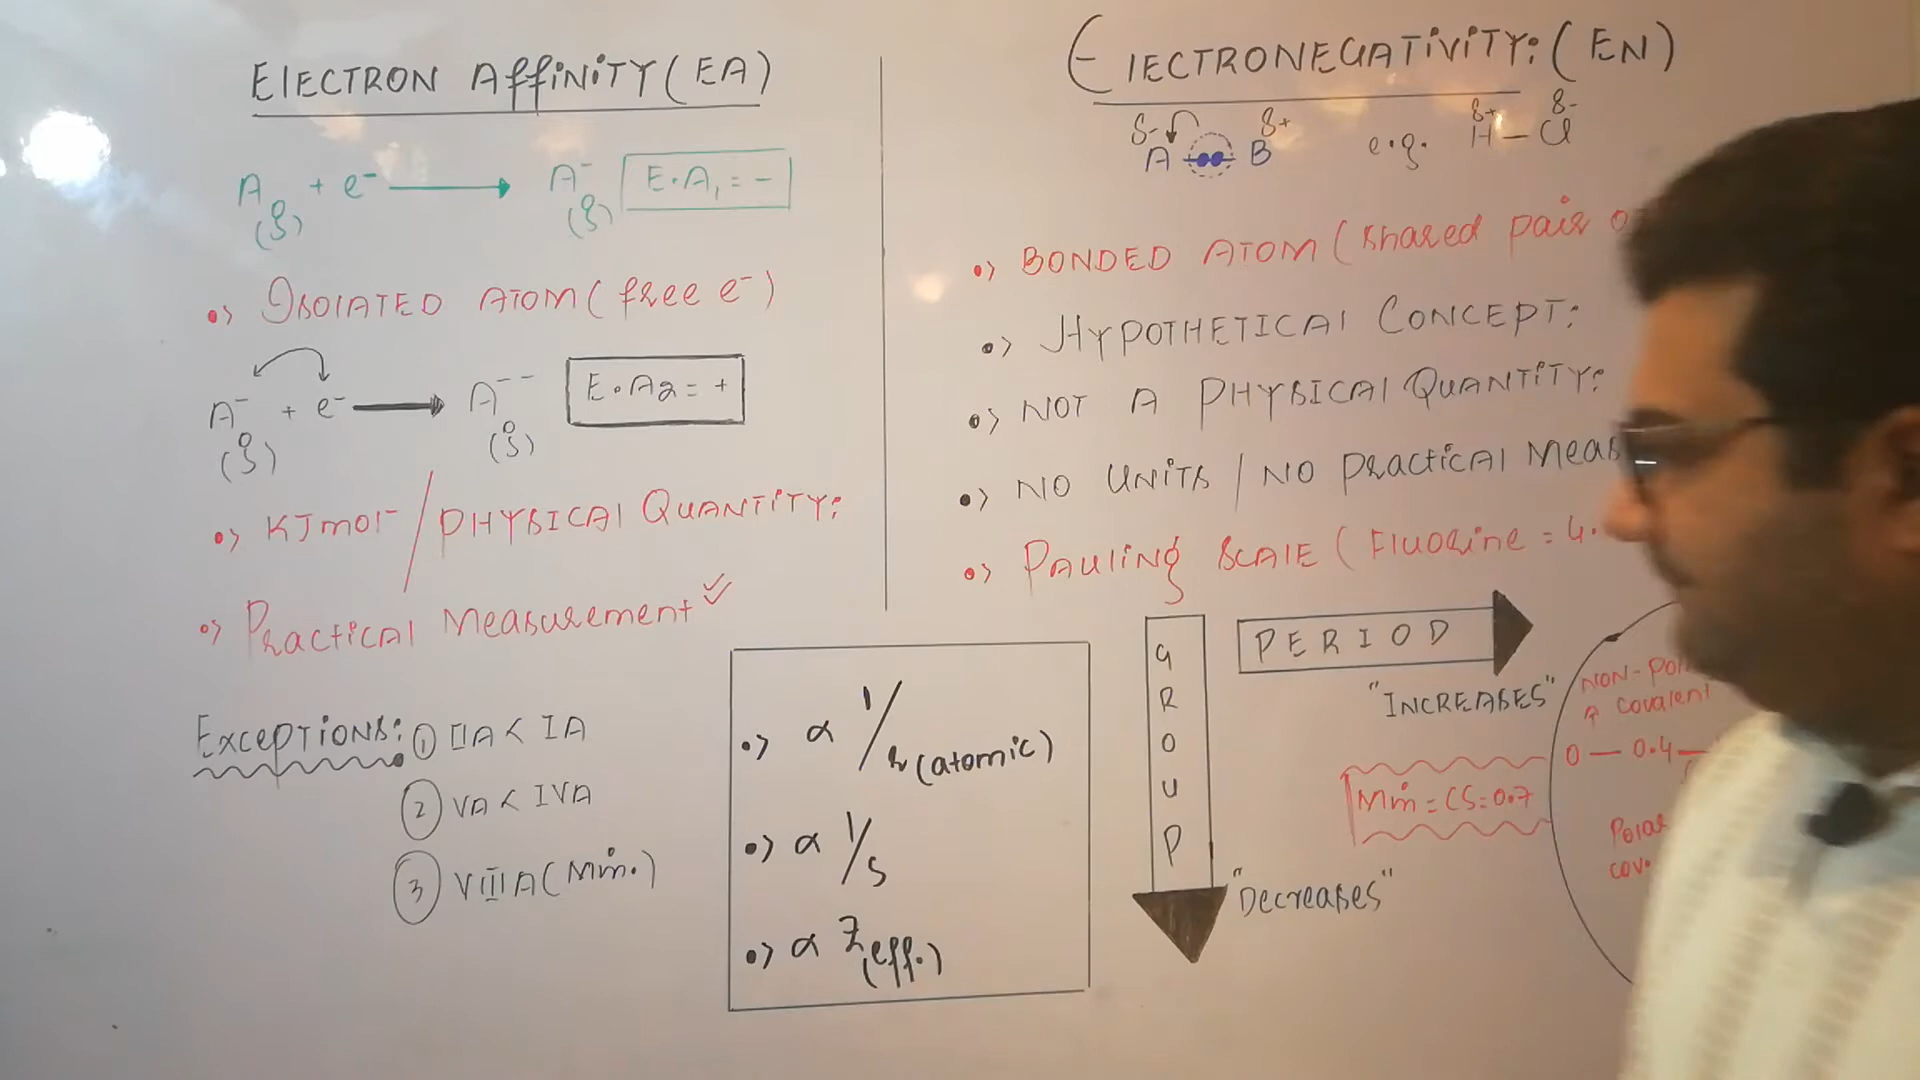 ElECTRON AffiNiTY (EA)
A(g) + e⁻ ⟶ A⁻(g) E.A₁ = -
•> ISOlATED ATOM (free e⁻)
A⁻(g) + e⁻ ⟶ A⁻⁻(g) E.A2 = +
•> KJmol⁻ / PHYSICAl QUANTiTY:
•> PRACTiCAl MeASUREMENT ✓
EXCEPTiONS: ① IIA < IA
② VA < IVA
③ VIIIA (Min.)
•> α 1/r (atomic)
•> α 1/S
•> α Z(eff.)
ElECTRONEGATiViTY: (EN)
δ- A B δ+ e.g. δ+ H — Cl δ-
•> BONDED ATOM (shared pair
•> HYPOTHETICAl CONCEPT:
•> NOT A PHYSICAl QUANTiTY:
•> NO UNiTS / NO PRActiCAl
•> PAUliNg SCAlE (Fluorine = 4.
GROUP
PERIOD
"INCREASES"
"DECREASES"
Min = CS = 0.7
NON-
Covalent
0 — 0.4 —
Polar